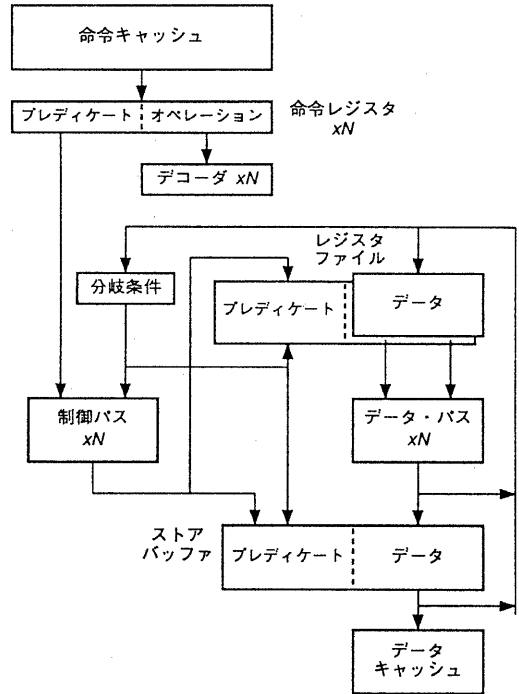 命令キャッシュ
プレディケート オペレーション
命令レジスタ
xN
デコーダ xN
レジスタ
ファイル
分岐条件
プレディケート
データ
制御パス
xN
データ・パス
xN
ストア
バッファ
プレディケート
データ
データ
キャッシュ